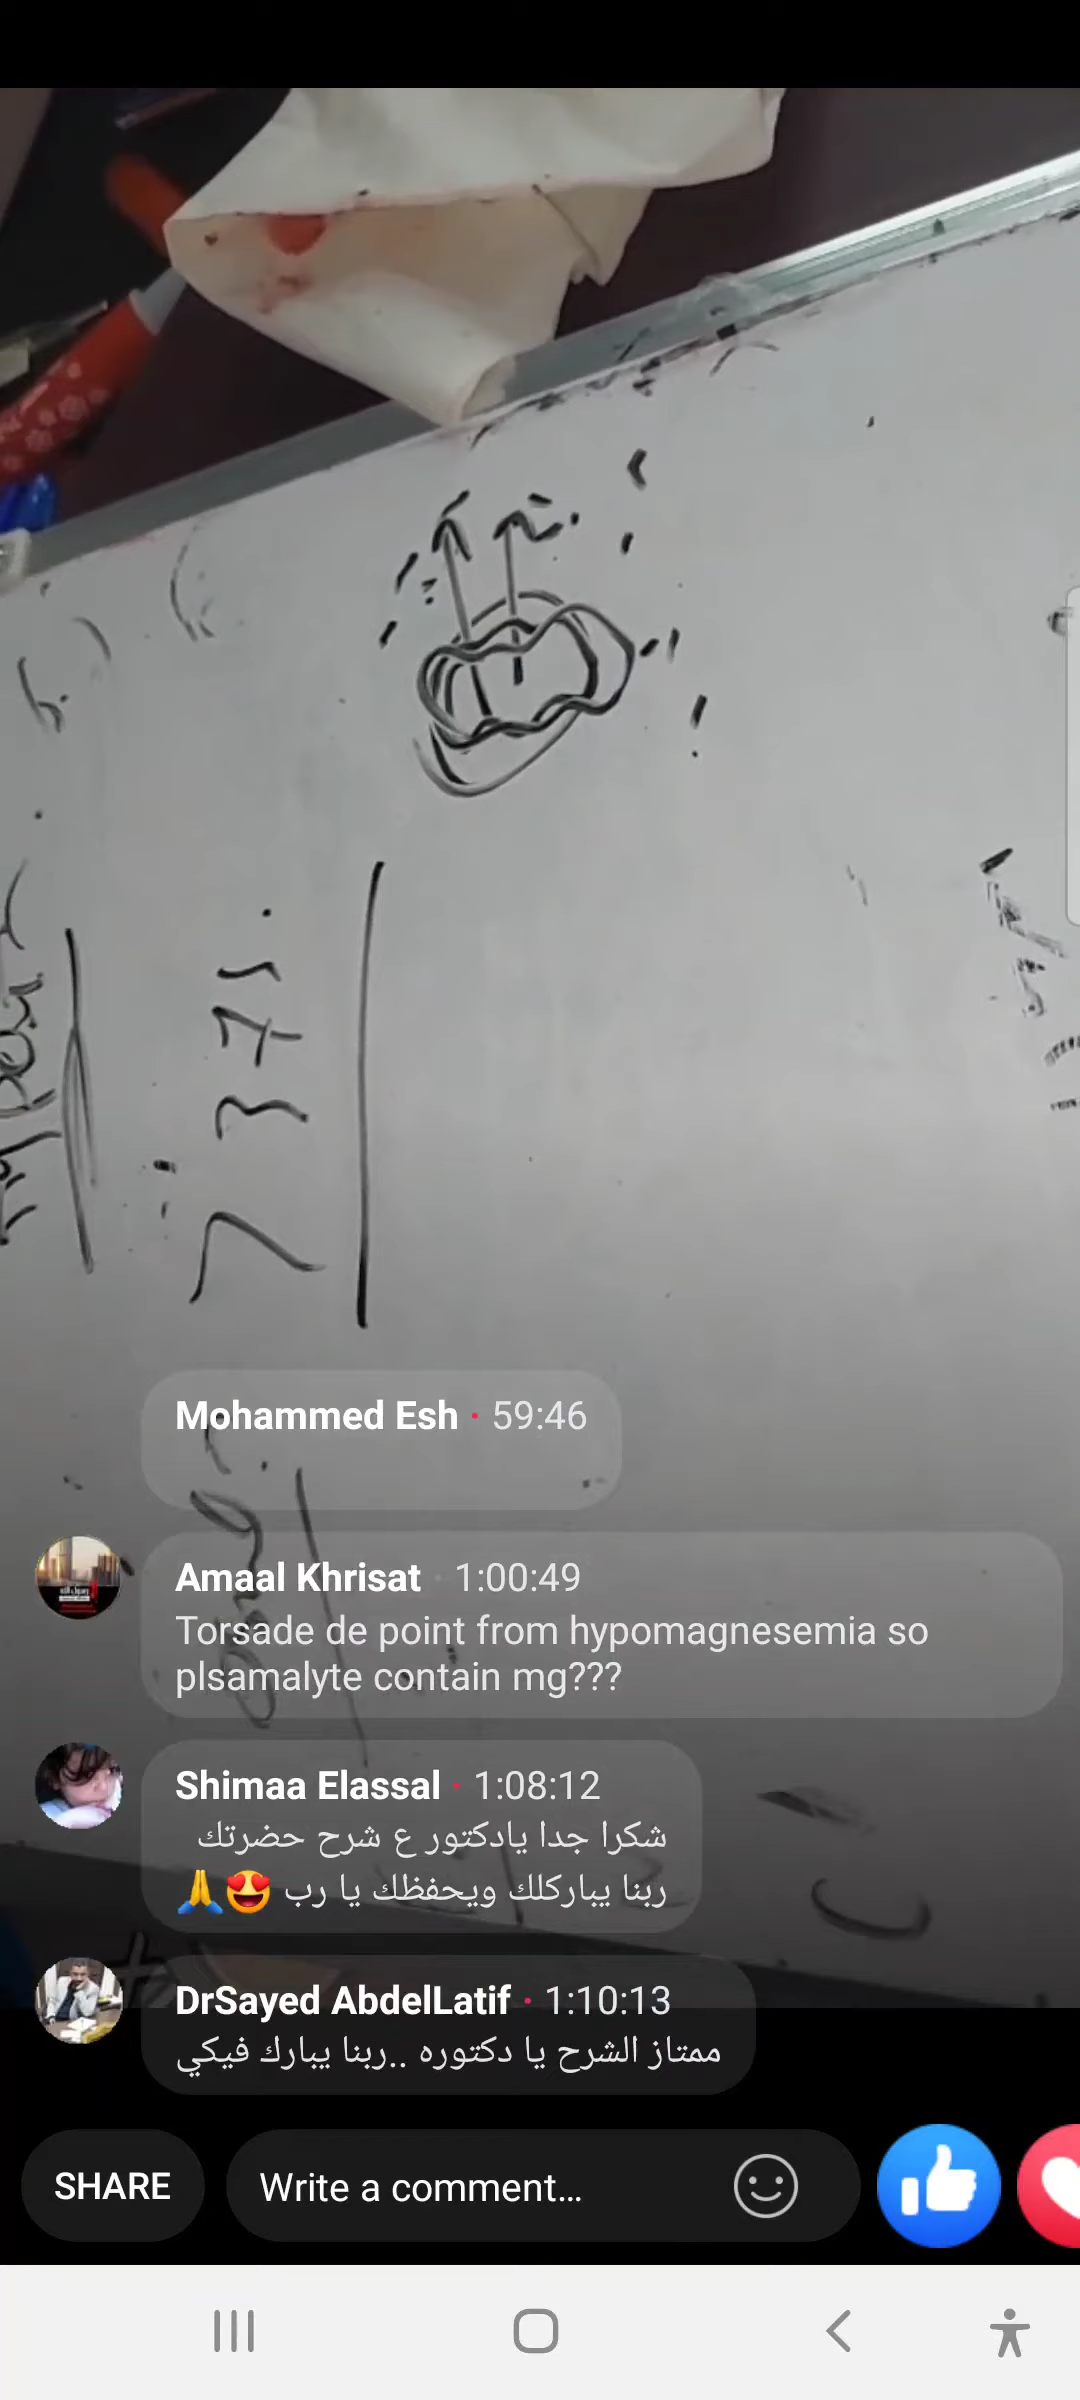 Mohammed Esh · 59:46
Amaal Khrisat · 1:00:49
Torsade de point from hypomagnesemia so
plsamalyte contain mg???
Shimaa Elassal · 1:08:12
شكرا جدا يادكتور ع شرح حضرتك
ربنا يباركلك ويحفظك يا رب 😍🙏
DrSayed AbdelLatif · 1:10:13
ممتاز الشرح يا دكتوره ..ربنا يبارك فيكي
SHARE
Write a comment...